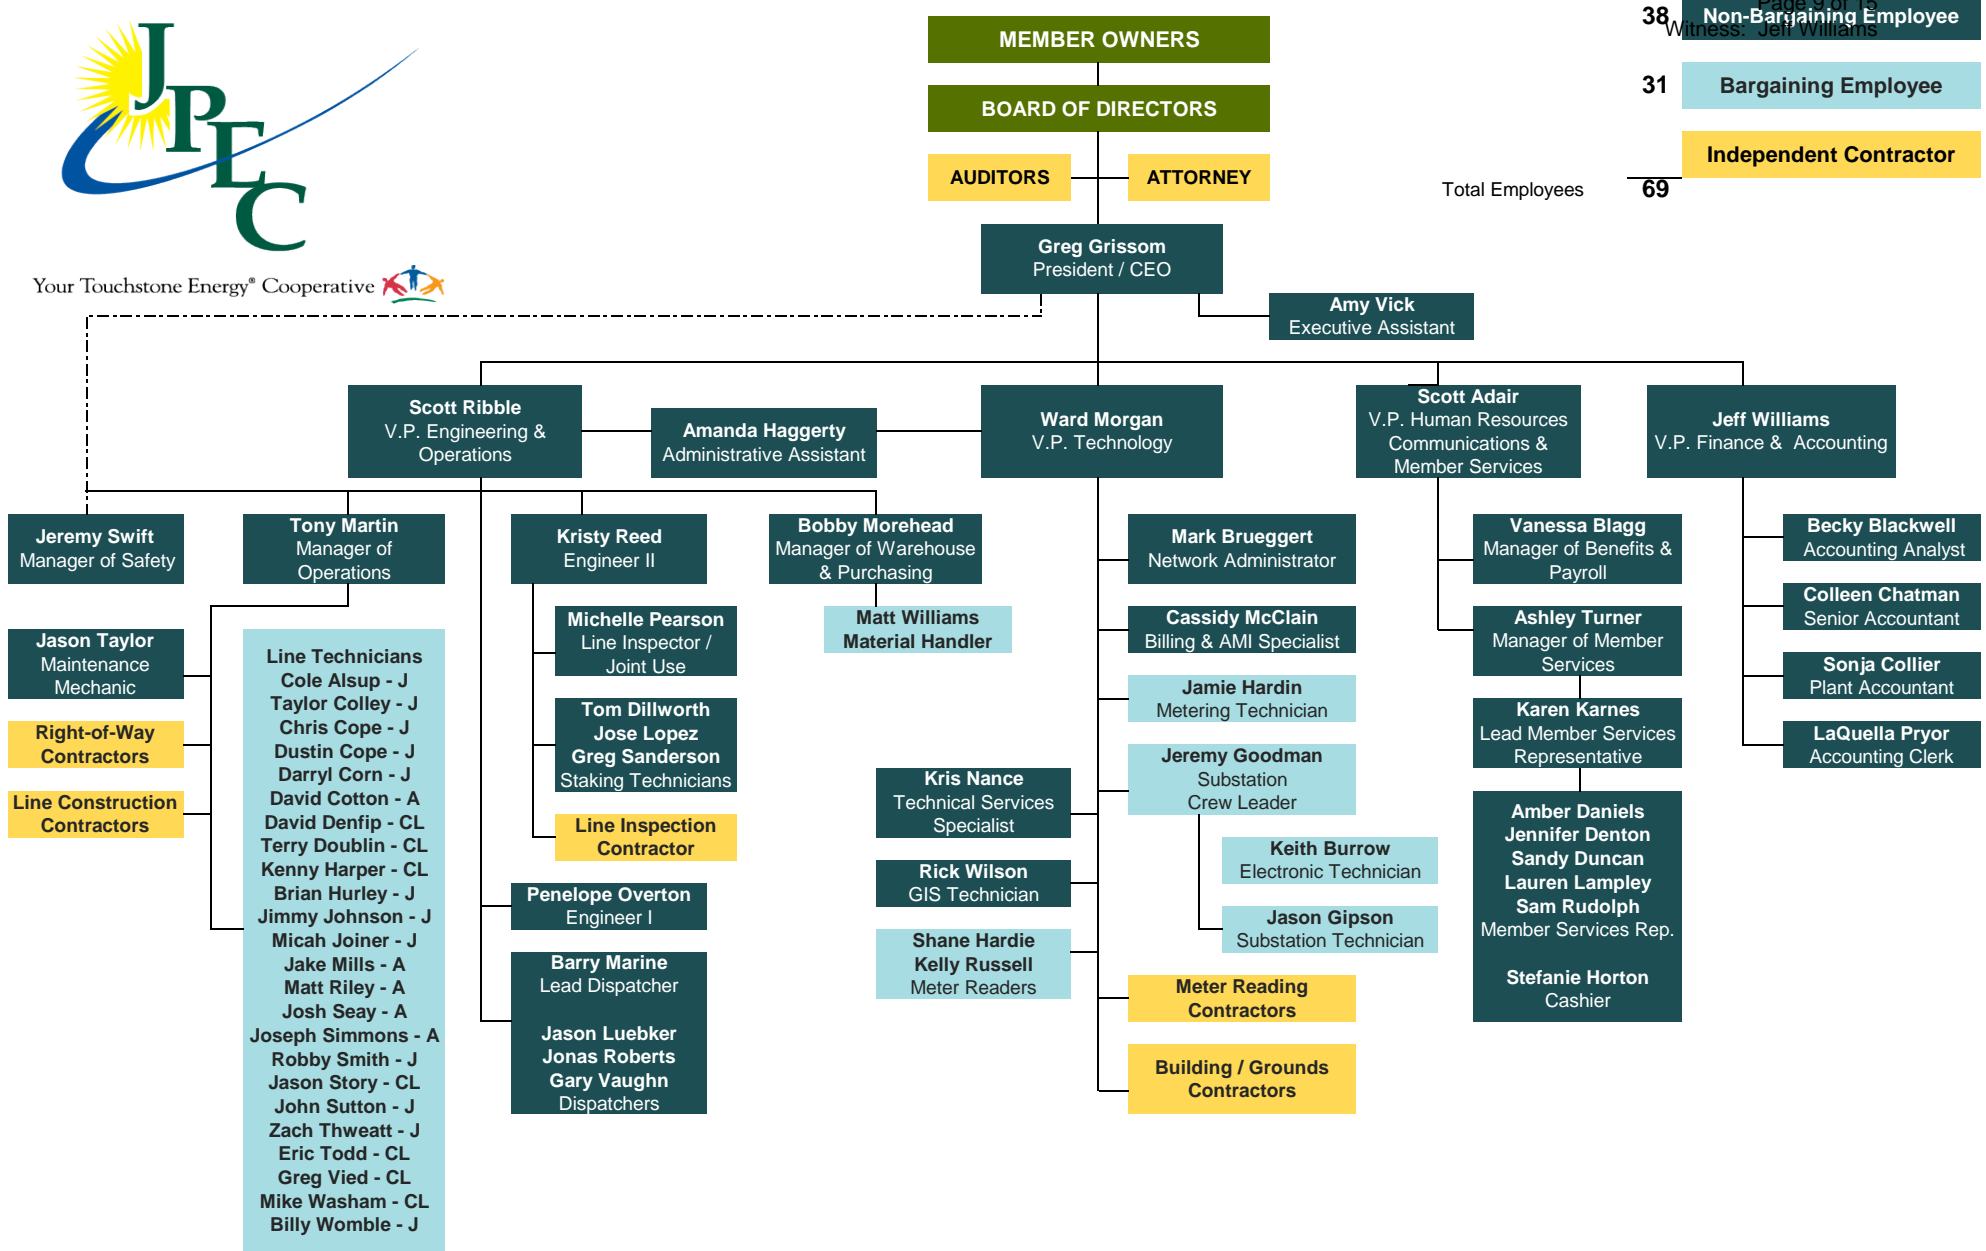 JPEC
Your Touchstone Energy® Cooperative
Page 9 of 15
Witness: Jeff Williams
38 Non-Bargaining Employee
31 Bargaining Employee
Independent Contractor
Total Employees 69
MEMBER OWNERS
BOARD OF DIRECTORS
AUDITORS
ATTORNEY
Greg Grissom
President / CEO
Amy Vick
Executive Assistant
Scott Ribble
V.P. Engineering &
Operations
Amanda Haggerty
Administrative Assistant
Ward Morgan
V.P. Technology
Scott Adair
V.P. Human Resources
Communications &
Member Services
Jeff Williams
V.P. Finance & Accounting
Jeremy Swift
Manager of Safety
Tony Martin
Manager of
Operations
Kristy Reed
Engineer II
Bobby Morehead
Manager of Warehouse
& Purchasing
Matt Williams
Material Handler
Jason Taylor
Maintenance
Mechanic
Right-of-Way
Contractors
Line Construction
Contractors
Line Technicians
Cole Alsup - J
Taylor Colley - J
Chris Cope - J
Dustin Cope - J
Darryl Corn - J
David Cotton - A
David Denfip - CL
Terry Doublin - CL
Kenny Harper - CL
Brian Hurley - J
Jimmy Johnson - J
Micah Joiner - J
Jake Mills - A
Matt Riley - A
Josh Seay - A
Joseph Simmons - A
Robby Smith - J
Jason Story - CL
John Sutton - J
Zach Thweatt - J
Eric Todd - CL
Greg Vied - CL
Mike Washam - CL
Billy Womble - J
Michelle Pearson
Line Inspector /
Joint Use
Tom Dillworth
Jose Lopez
Greg Sanderson
Staking Technicians
Line Inspection
Contractor
Penelope Overton
Engineer I
Barry Marine
Lead Dispatcher
Jason Luebker
Jonas Roberts
Gary Vaughn
Dispatchers
Mark Brueggert
Network Administrator
Cassidy McClain
Billing & AMI Specialist
Jamie Hardin
Metering Technician
Jeremy Goodman
Substation
Crew Leader
Keith Burrow
Electronic Technician
Jason Gipson
Substation Technician
Kris Nance
Technical Services
Specialist
Rick Wilson
GIS Technician
Shane Hardie
Kelly Russell
Meter Readers
Meter Reading
Contractors
Building / Grounds
Contractors
Vanessa Blagg
Manager of Benefits &
Payroll
Ashley Turner
Manager of Member
Services
Karen Karnes
Lead Member Services
Representative
Amber Daniels
Jennifer Denton
Sandy Duncan
Lauren Lampley
Sam Rudolph
Member Services Rep.
Stefanie Horton
Cashier
Becky Blackwell
Accounting Analyst
Colleen Chatman
Senior Accountant
Sonja Collier
Plant Accountant
LaQuella Pryor
Accounting Clerk